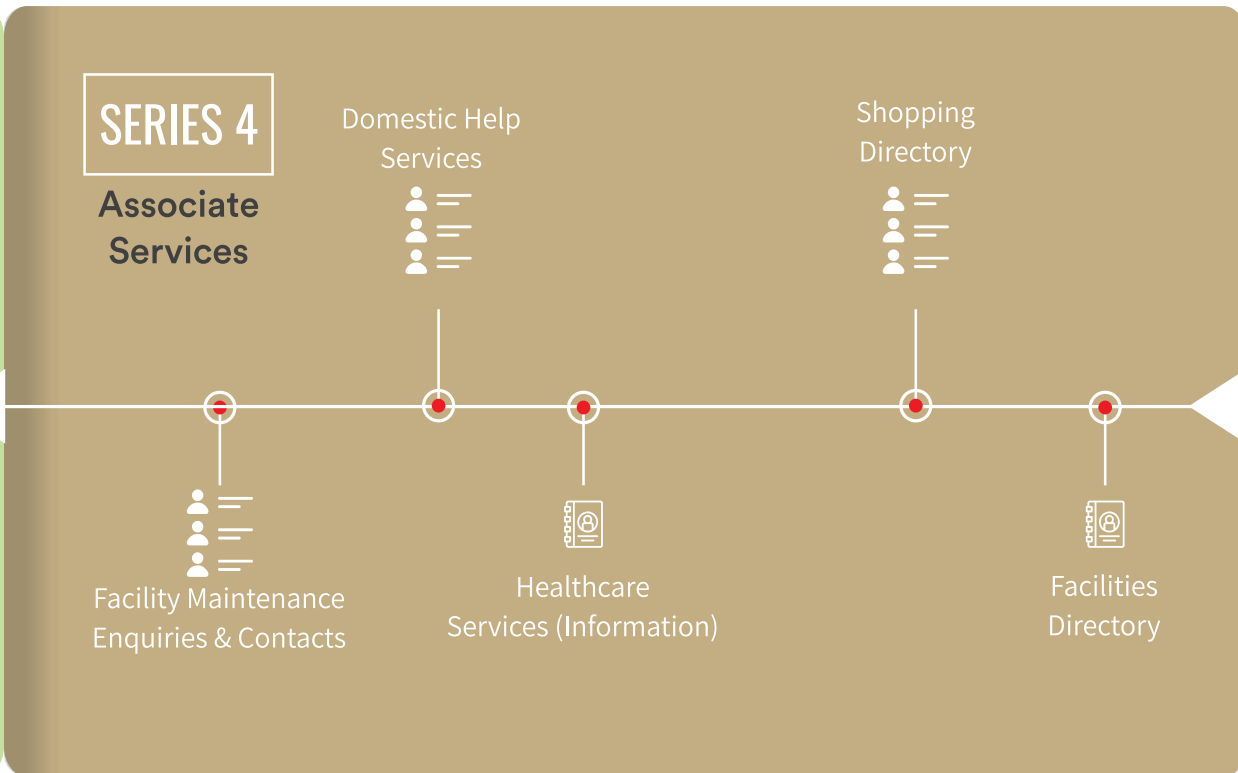 SERIES 4
Associate
Services
Domestic Help
Services
Shopping
Directory
Facility Maintenance
Enquiries & Contacts
Healthcare
Services (Information)
Facilities
Directory